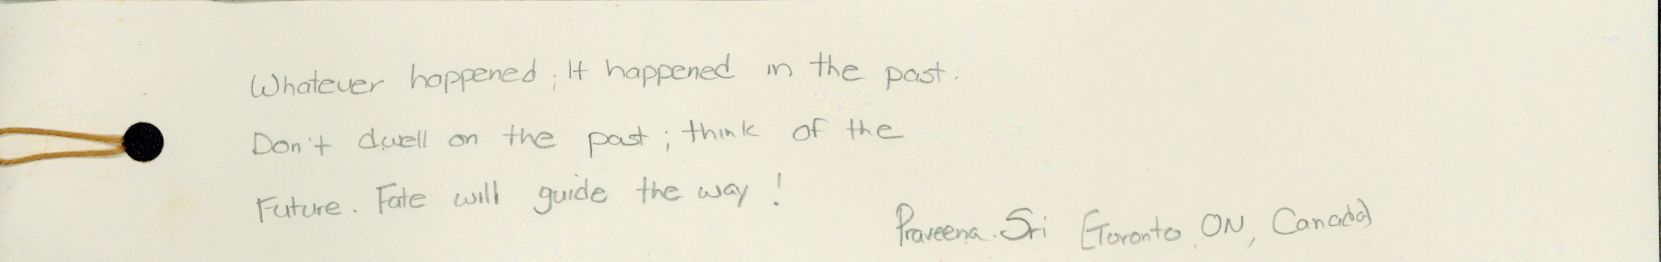 Whatever happened; It happened in the past.
Don't dwell on the past; think of the
Future. Fate will guide the way!
Praveena. Sri [Toronto, ON, Canada]